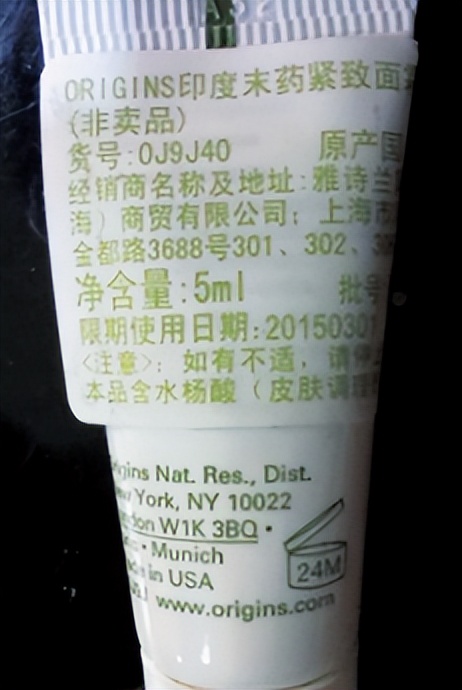 ORIGINS印度末药紧致面
(非卖品)
货号:0J9J40 原产国
经销商名称及地址:雅诗兰
海）商贸有限公司; 上海市
金都路3688号301、302、
净含量:5ml 批号
限期使用日期:20150301
<注意>: 如有不适，请停
本品含水杨酸（皮肤调理
Origins Nat. Res., Dist.
New York, NY 10022
London W1K 3BQ •
• Munich
Made in USA
www.origins.com
24M